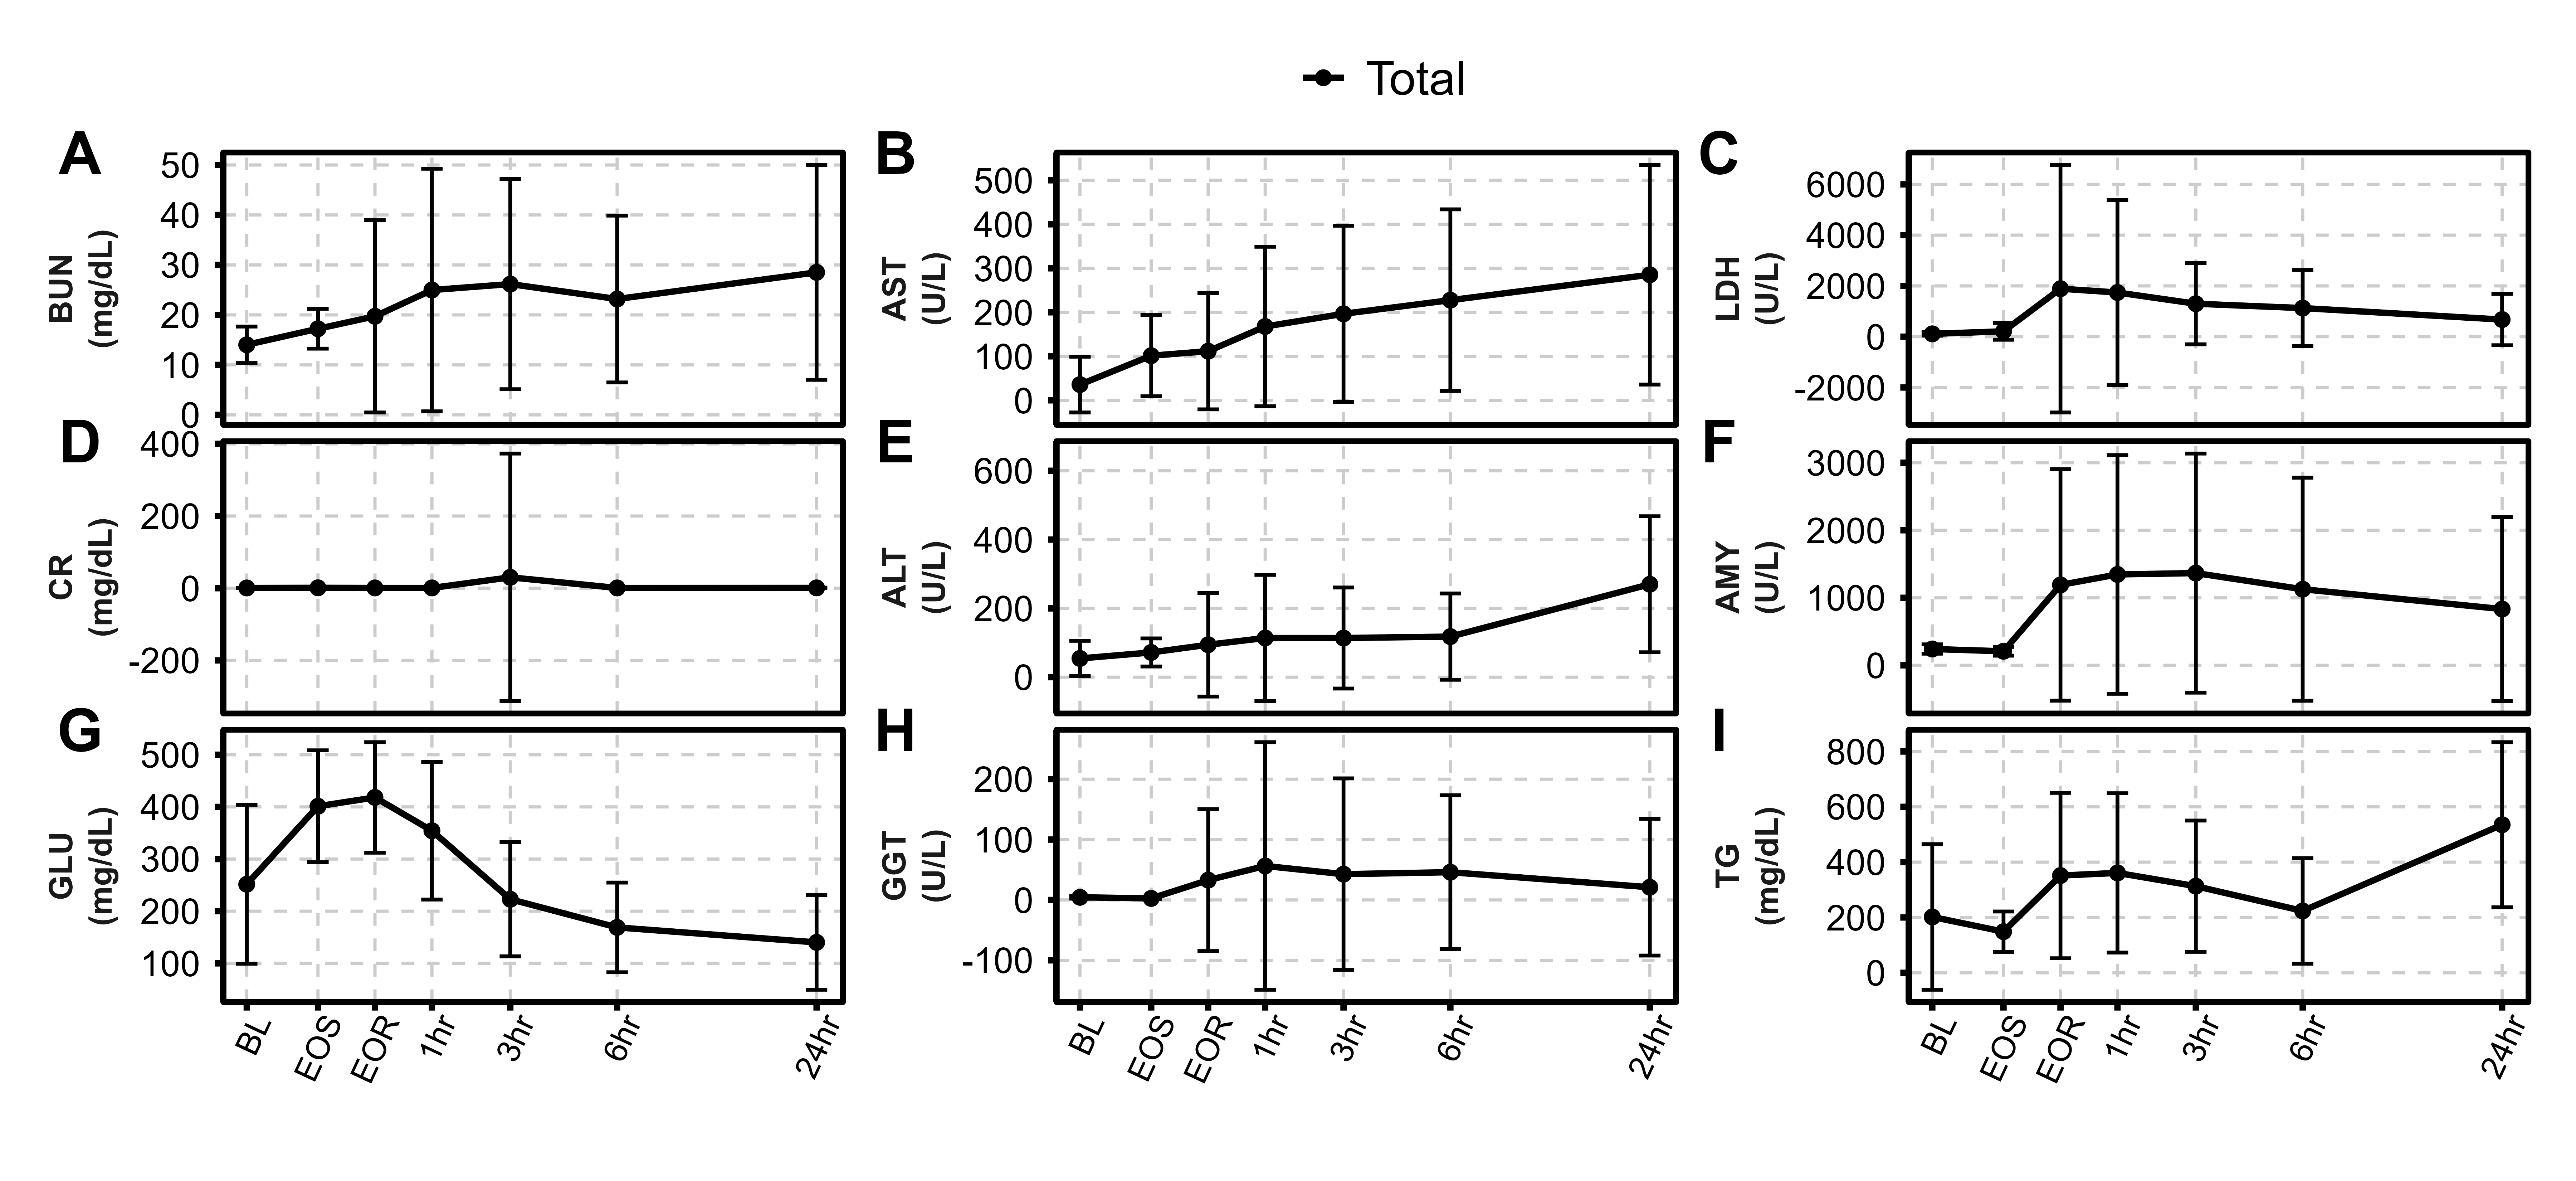 Total
A
BUN
(mg/dL)
50
40
30
20
10
0
B
AST
(U/L)
500
400
300
200
100
0
C
LDH
(U/L)
6000
4000
2000
0
-2000
D
CR
(mg/dL)
400
200
0
-200
E
ALT
(U/L)
600
400
200
0
F
AMY
(U/L)
3000
2000
1000
0
G
GLU
(mg/dL)
500
400
300
200
100
BL EOS EOR 1hr 3hr 6hr 24hr
H
GGT
(U/L)
200
100
0
-100
BL EOS EOR 1hr 3hr 6hr 24hr
I
TG
(mg/dL)
800
600
400
200
0
BL EOS EOR 1hr 3hr 6hr 24hr